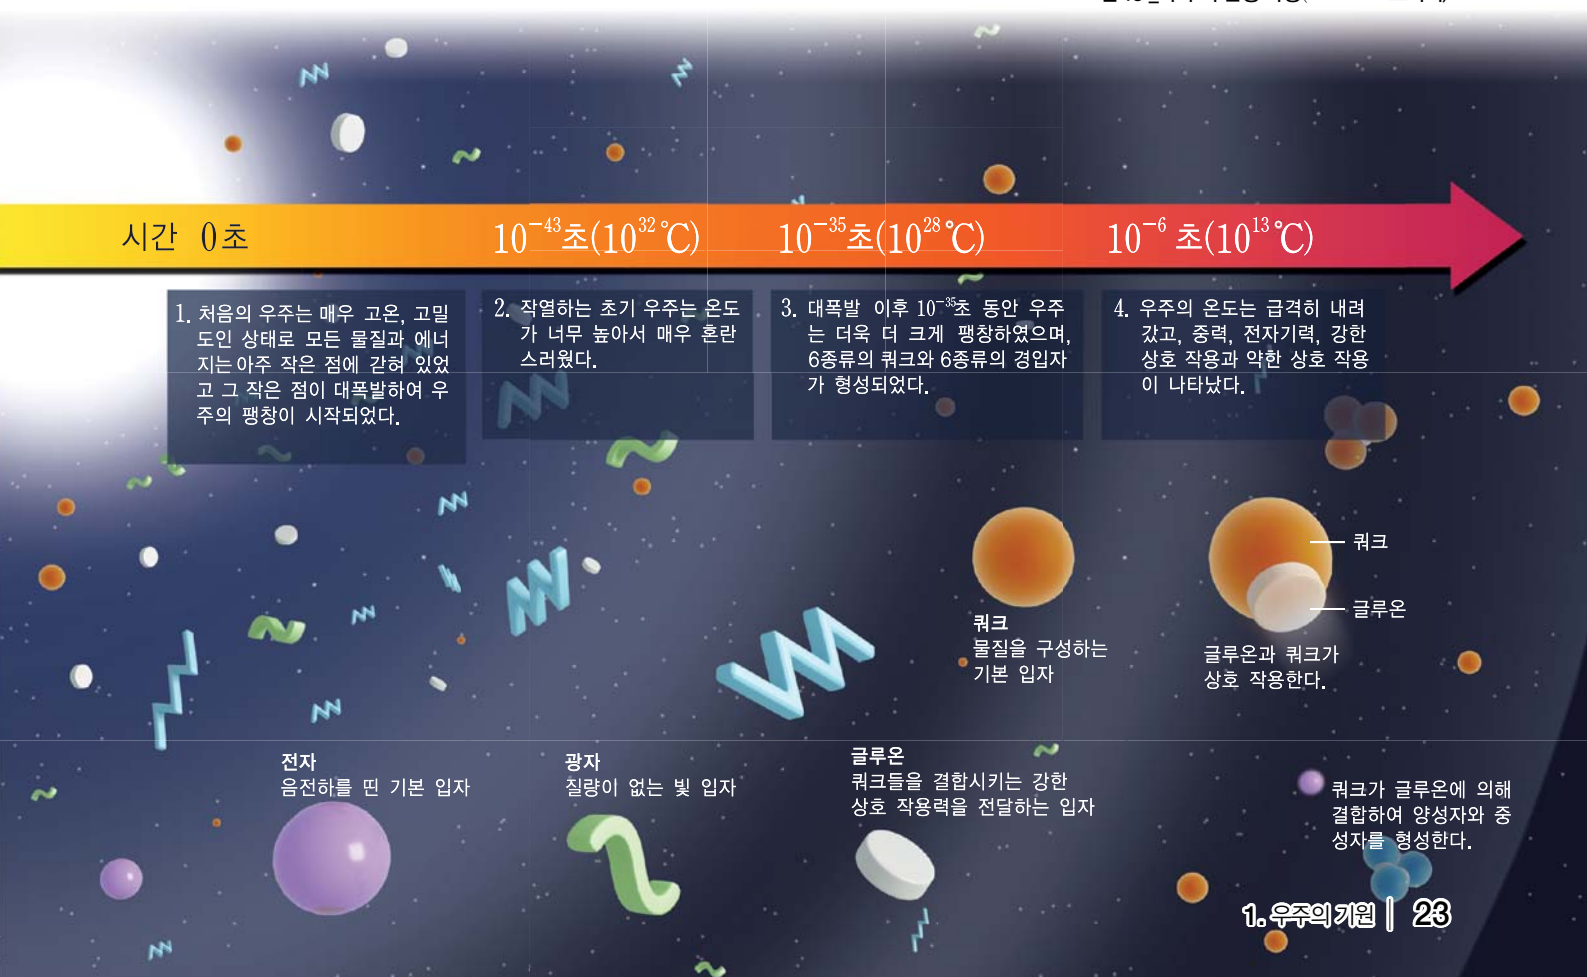 시간 0초
10⁻⁴³초(10³²℃)
10⁻³⁵초(10²⁸℃)
10⁻⁶ 초(10¹³℃)
1. 처음의 우주는 매우 고온, 고밀
도인 상태로 모든 물질과 에너
지는 아주 작은 점에 갇혀 있었
고 그 작은 점이 대폭발하여 우
주의 팽창이 시작되었다.
2. 작열하는 초기 우주는 온도
가 너무 높아서 매우 혼란
스러웠다.
3. 대폭발 이후 10⁻³⁵초 동안 우주
는 더욱 더 크게 팽창하였으며,
6종류의 쿼크와 6종류의 경입자
가 형성되었다.
4. 우주의 온도는 급격히 내려
갔고, 중력, 전자기력, 강한
상호 작용과 약한 상호 작용
이 나타났다.
쿼크
글루온
쿼크
물질을 구성하는
기본 입자
글루온과 쿼크가
상호 작용한다.
전자
음전하를 띤 기본 입자
광자
질량이 없는 빛 입자
글루온
쿼크들을 결합시키는 강한
상호 작용력을 전달하는 입자
쿼크가 글루온에 의해
결합하여 양성자와 중
성자를 형성한다.
1. 우주의 기원 | 23